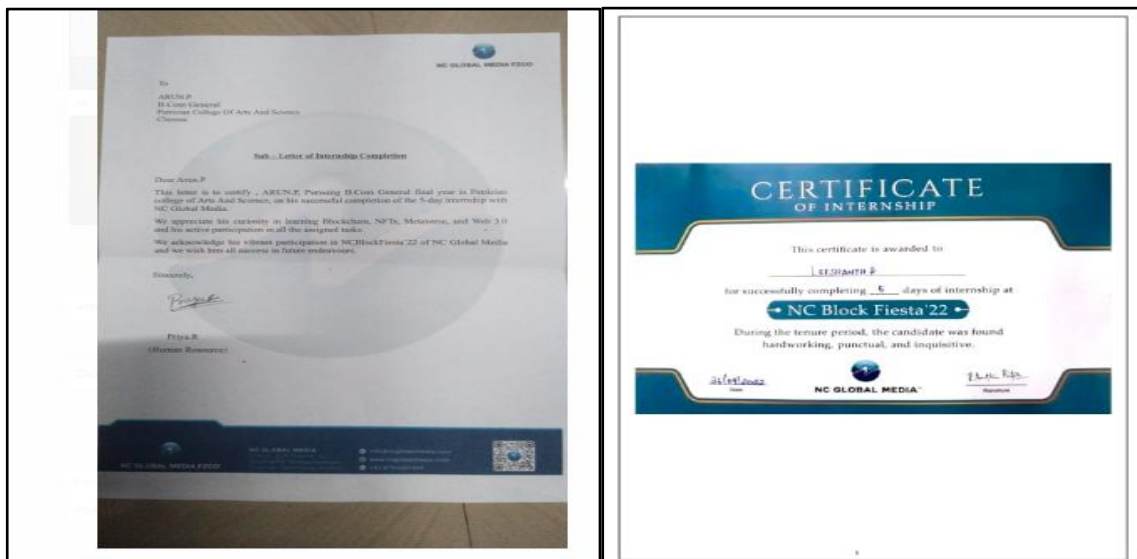 NC GLOBAL MEDIA FZCO
To
ARUN.P
B.Com General
Patrician College Of Arts And Science
Chennai
Sub – Letter of Internship Completion
Dear Arun.P
This letter is to certify , ARUN.P, Pursuing B.Com General final year in Patrician
college of Arts And Science, on his successful completion of the 5-day internship with
NC Global Media.
We appreciate his curiosity in learning Blockchain, NFTs, Metaverse, and Web 3.0
and his active participation in all the assigned tasks.
We acknowledge his vibrant participation in NCBlockFiesta'22 of NC Global Media
and we wish him all success in future endeavours.
Sincerely,
Priya.R
(Human Resource)
NC GLOBAL MEDIA FZCO
NC GLOBAL MEDIA
CERTIFICATE
OF INTERNSHIP
This certificate is awarded to
for successfully completing 5 days of internship at
NC Block Fiesta'22
During the tenure period, the candidate was found
hardworking, punctual, and inquisitive.
Date
NC GLOBAL MEDIA
Signature